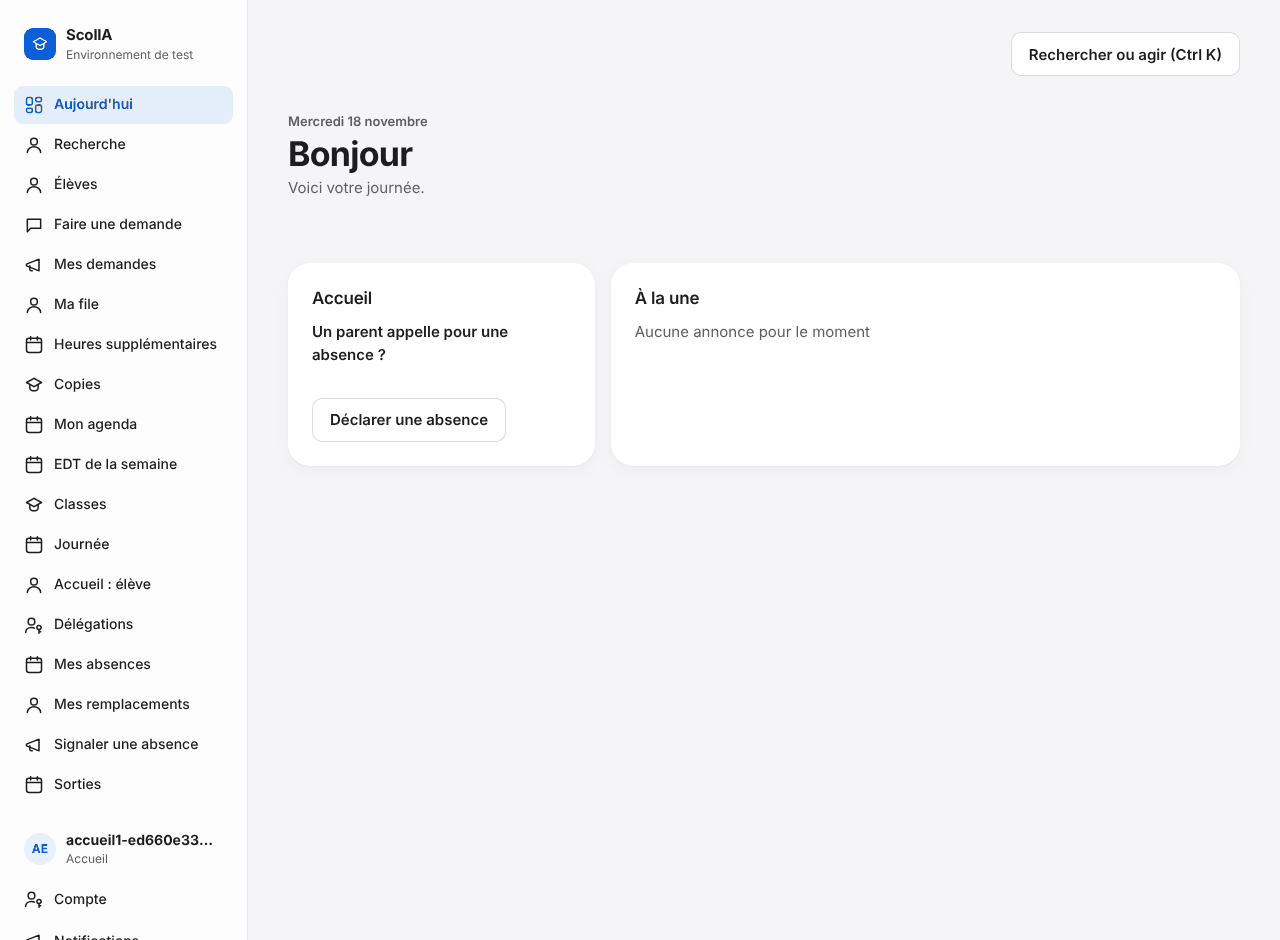 ScolIA
Environnement de test
Aujourd'hui
Recherche
Élèves
Faire une demande
Mes demandes
Ma file
Heures supplémentaires
Copies
Mon agenda
EDT de la semaine
Classes
Journée
Accueil : élève
Délégations
Mes absences
Mes remplacements
Signaler une absence
Sorties
AE
accueil1-ed660e33...
Accueil
Compte
Notifications
Rechercher ou agir (Ctrl K)
Mercredi 18 novembre
Bonjour
Voici votre journée.
Accueil
Un parent appelle pour une
absence ?
Déclarer une absence
À la une
Aucune annonce pour le moment